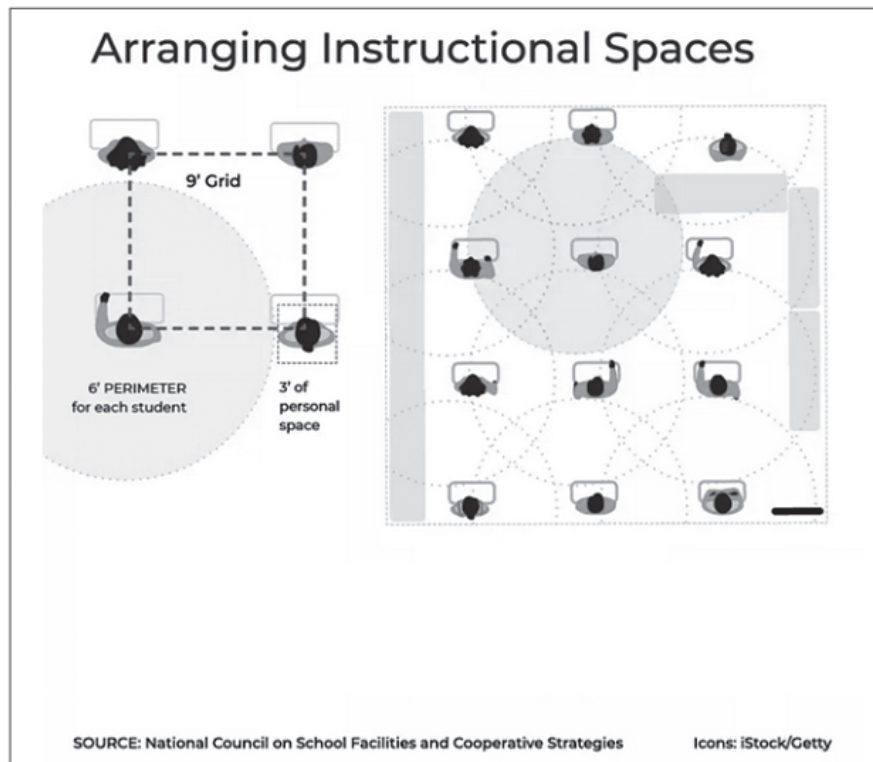 Arranging Instructional Spaces
9' Grid
6' PERIMETER
for each student
3' of
personal
space
SOURCE: National Council on School Facilities and Cooperative Strategies
Icons: iStock/Getty